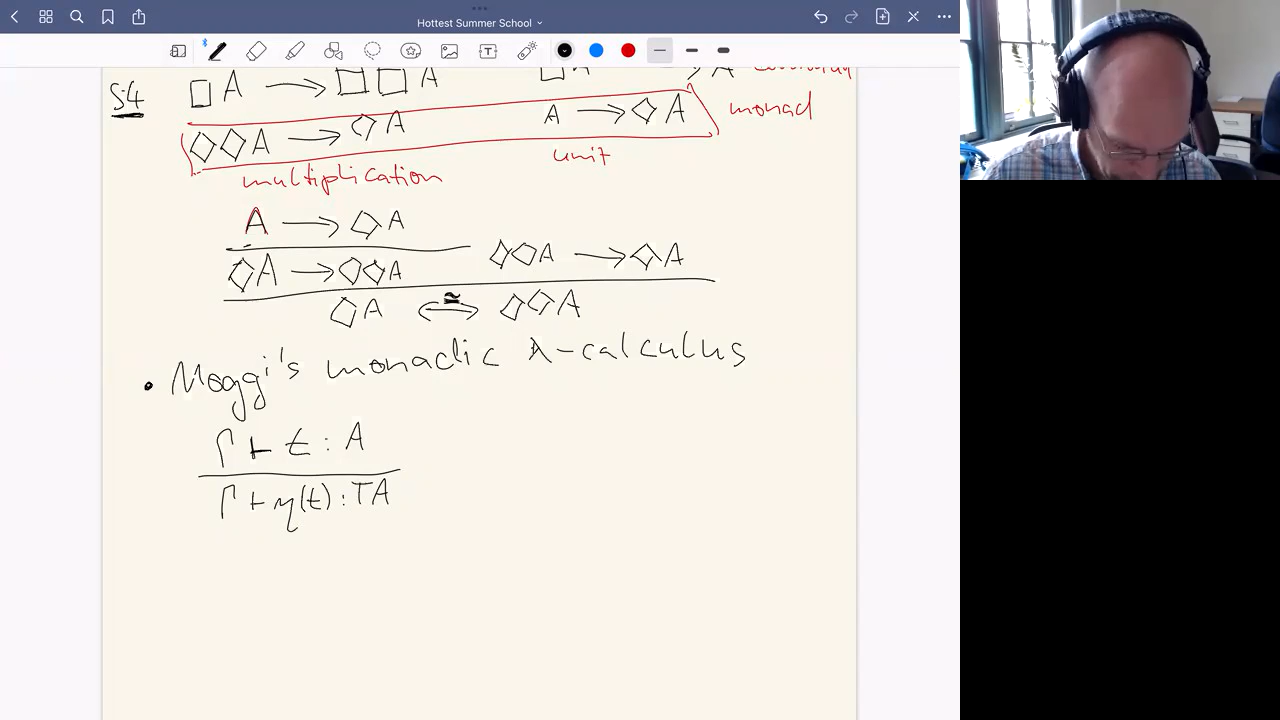 Hottest Summer School
S4 □A → □□A □A → A
◇◇A → ◇A A → ◇A monad
multiplication unit
A → ◇A
◇A → ◇◇A ◇◇A → ◇A
◇A ≅ ◇◇A
• Moggi's monadic λ-calculus
Γ ⊢ t : A
Γ ⊢ η(t) : TA